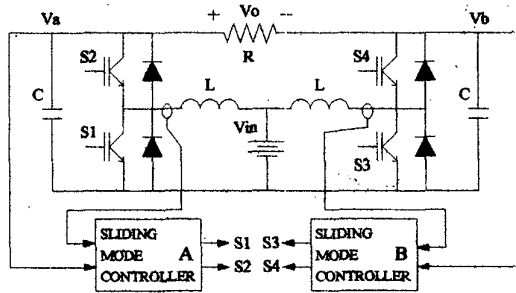 Va + Vo -- Vb
S2 R S4
C L L C
S1 Vin S3
SLIDING
MODE A
CONTROLLER
S1 S3
S2 S4
SLIDING
MODE B
CONTROLLER